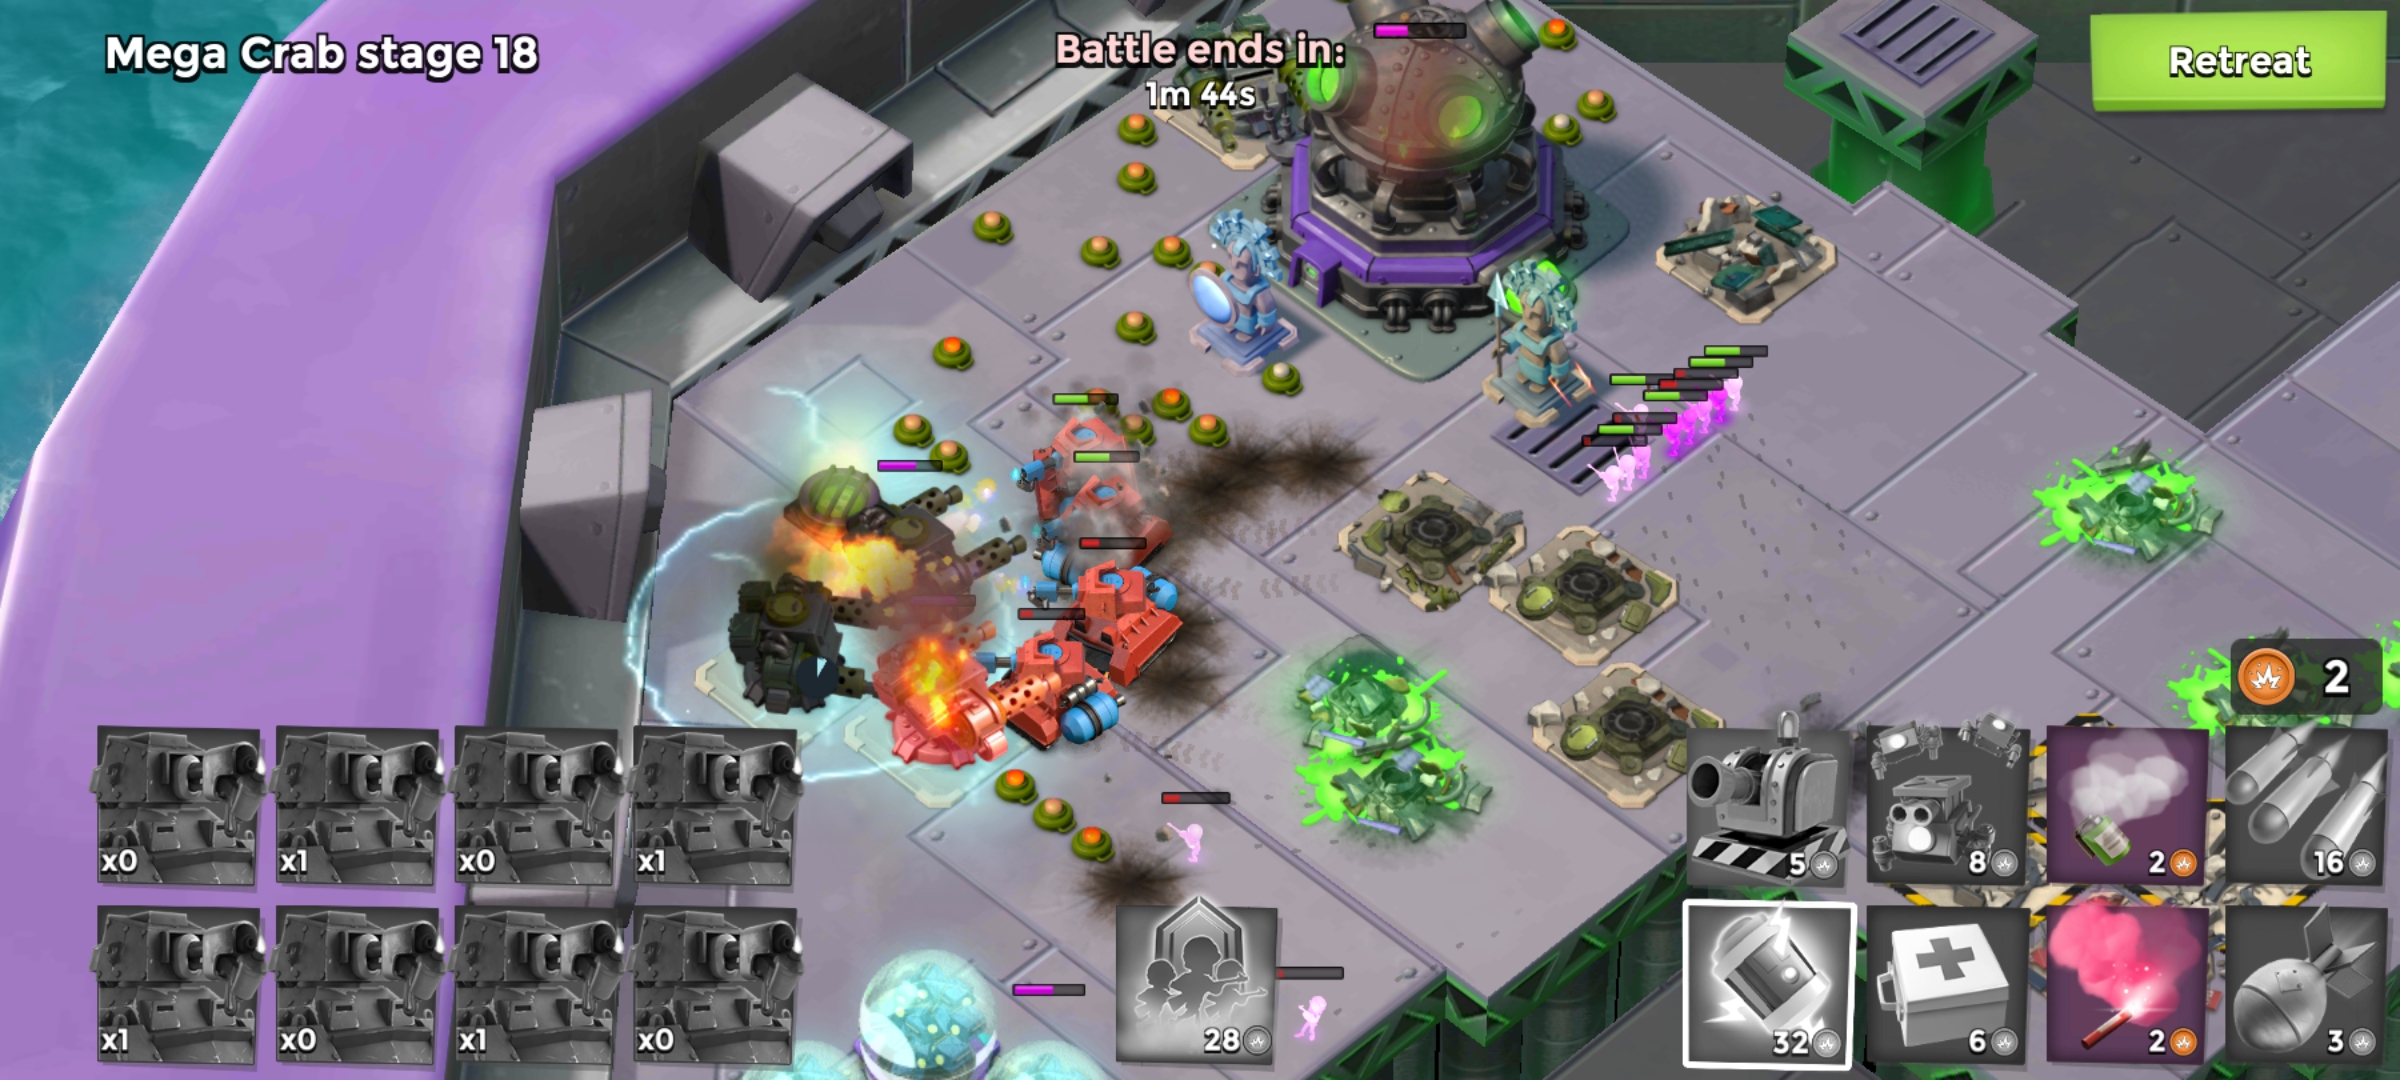 Mega Crab stage 18
Battle ends in:
1m 44s
Retreat
2
x0
x1
x0
x1
5
8
2
16
x1
x0
x1
x0
28
32
6
2
3